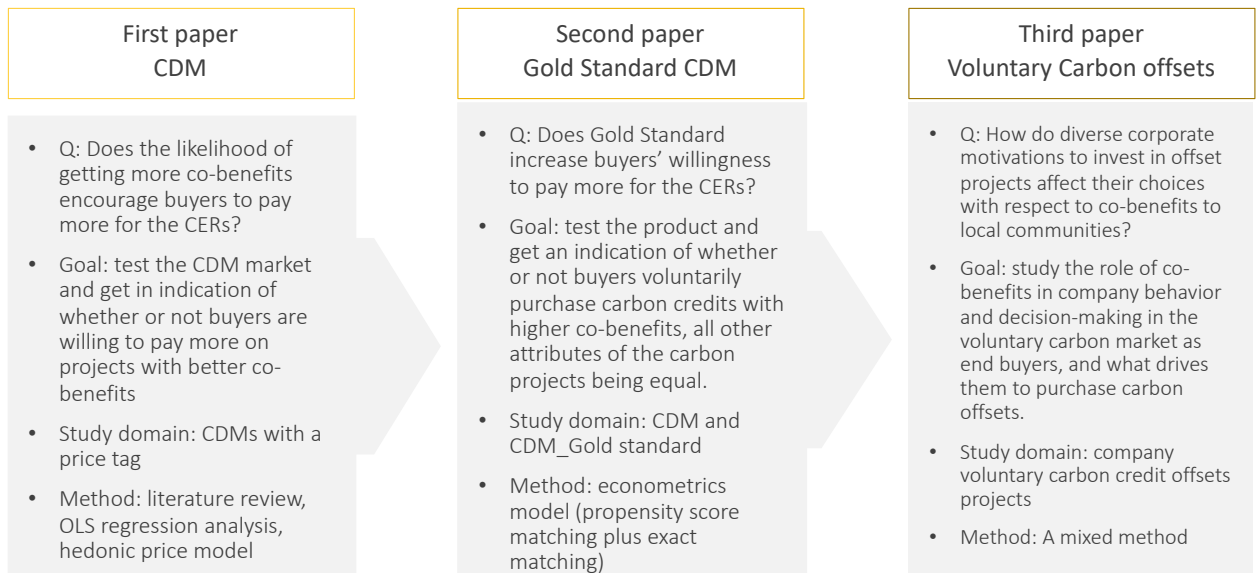 First paper
CDM
• Q: Does the likelihood of
getting more co-benefits
encourage buyers to pay
more for the CERs?
• Goal: test the CDM market
and get in indication of
whether or not buyers are
willing to pay more on
projects with better co-
benefits
• Study domain: CDMs with a
price tag
• Method: literature review,
OLS regression analysis,
hedonic price model
Second paper
Gold Standard CDM
• Q: Does Gold Standard
increase buyers’ willingness
to pay more for the CERs?
• Goal: test the product and
get an indication of whether
or not buyers voluntarily
purchase carbon credits with
higher co-benefits, all other
attributes of the carbon
projects being equal.
• Study domain: CDM and
CDM_Gold standard
• Method: econometrics
model (propensity score
matching plus exact
matching)
Third paper
Voluntary Carbon offsets
• Q: How do diverse corporate
motivations to invest in offset
projects affect their choices
with respect to co-benefits to
local communities?
• Goal: study the role of co-
benefits in company behavior
and decision-making in the
voluntary carbon market as
end buyers, and what drives
them to purchase carbon
offsets.
• Study domain: company
voluntary carbon credit offsets
projects
• Method: A mixed method